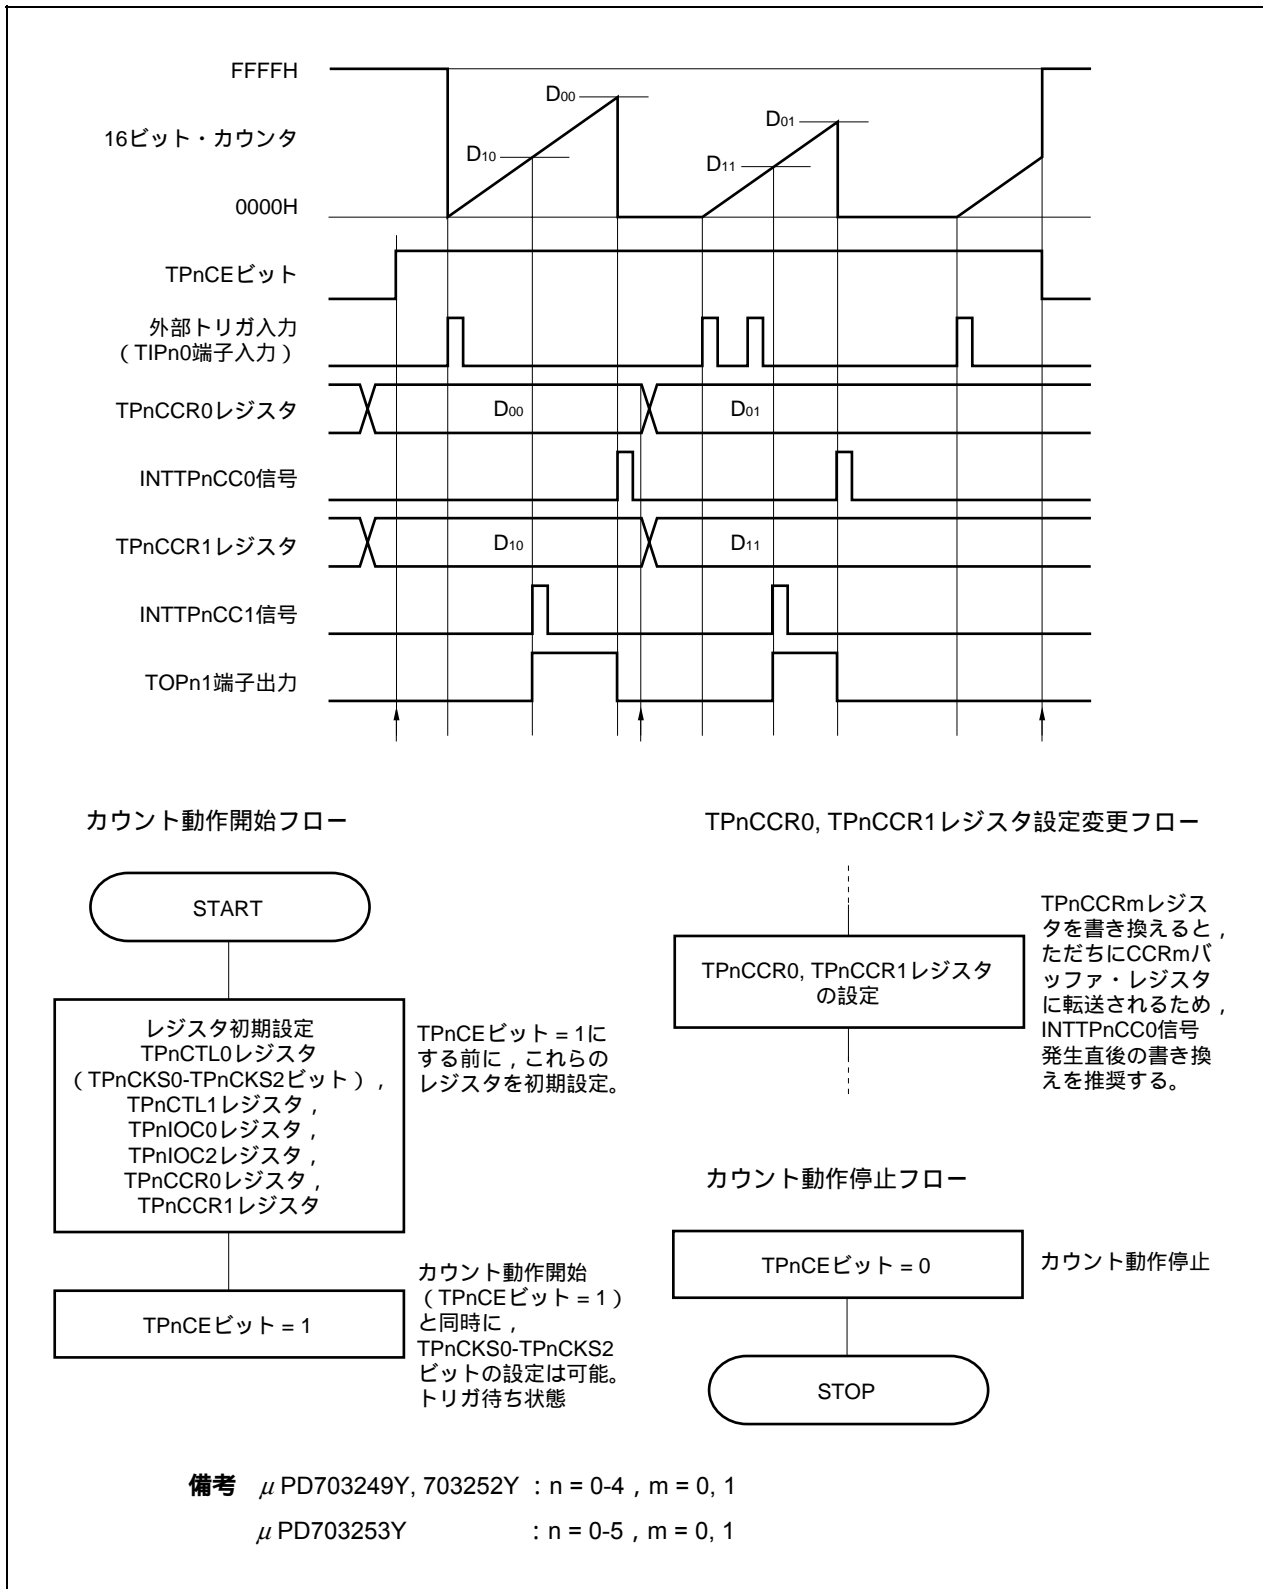 FFFFH
D00
D01
16ビット・カウンタ
D10
D11
0000H
TPnCEビット
外部トリガ入力
（TIPn0端子入力）
TPnCCR0レジスタ
D00
D01
INTTPnCC0信号
TPnCCR1レジスタ
D10
D11
INTTPnCC1信号
TOPn1端子出力
カウント動作開始フロー
START
レジスタ初期設定
TPnCTL0レジスタ
（TPnCKS0-TPnCKS2ビット），
TPnCTL1レジスタ，
TPnIOC0レジスタ，
TPnIOC2レジスタ，
TPnCCR0レジスタ，
TPnCCR1レジスタ
TPnCEビット = 1に
する前に，これらの
レジスタを初期設定。
TPnCEビット = 1
カウント動作開始
（TPnCEビット = 1）
と同時に，
TPnCKS0-TPnCKS2
ビットの設定は可能。
トリガ待ち状態
TPnCCR0, TPnCCR1レジスタ設定変更フロー
TPnCCR0, TPnCCR1レジスタ
の設定
TPnCCRmレジス
タを書き換えると，
ただちにCCRmバ
ッファ・レジスタ
に転送されるため，
INTTPnCC0信号
発生直後の書き換
えを推奨する。
カウント動作停止フロー
TPnCEビット = 0
カウント動作停止
STOP
備考 μPD703249Y, 703252Y : n = 0-4 , m = 0, 1
μPD703253Y : n = 0-5 , m = 0, 1